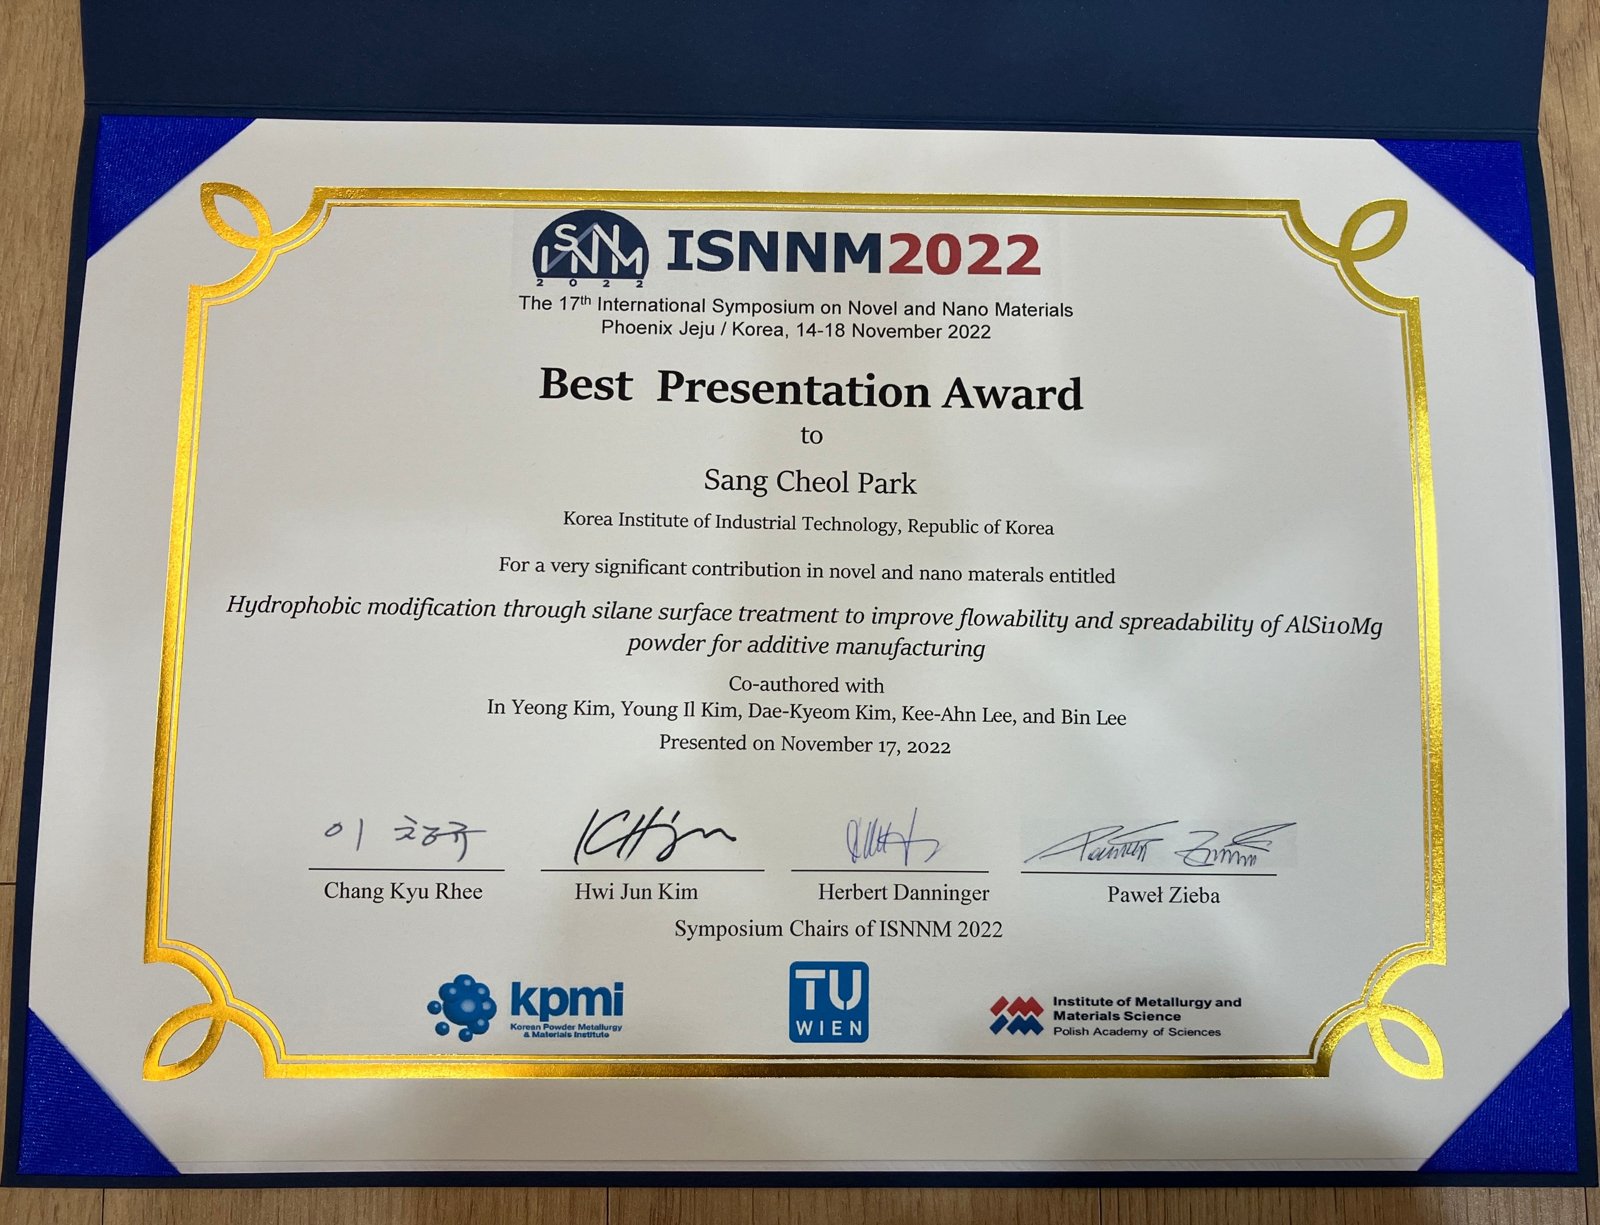 SNNM
I
2022
ISNNM2022
The 17th International Symposium on Novel and Nano Materials
Phoenix Jeju / Korea, 14-18 November 2022
Best Presentation Award
to
Sang Cheol Park
Korea Institute of Industrial Technology, Republic of Korea
For a very significant contribution in novel and nano materals entitled
Hydrophobic modification through silane surface treatment to improve flowability and spreadability of AlSi10Mg
powder for additive manufacturing
Co-authored with
In Yeong Kim, Young Il Kim, Dae-Kyeom Kim, Kee-Ahn Lee, and Bin Lee
Presented on November 17, 2022
이 창규
Chang Kyu Rhee Hwi Jun Kim Herbert Danninger Paweł Zieba
Symposium Chairs of ISNNM 2022
kpmi
Korean Powder Metallurgy
& Materials Institute
TU
WIEN
Institute of Metallurgy and
Materials Science
Polish Academy of Sciences